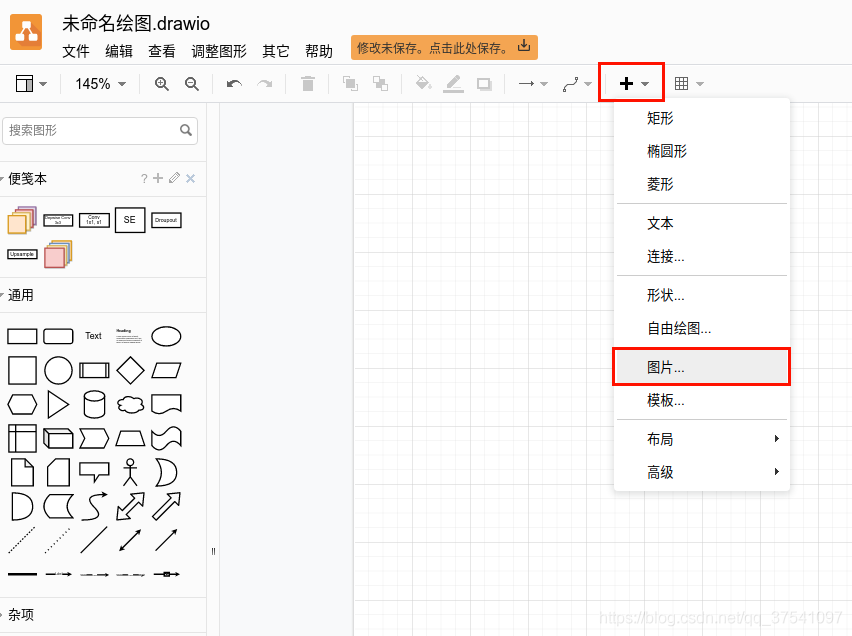 未命名绘图.drawio
文件 编辑 查看 调整图形 其它 帮助 修改未保存。点击此处保存。
145%
搜索图形
便笺本 ?
Conv
1x1, s1
SE
Droupout
Upsample
通用
Text
Heading
杂项
矩形
椭圆形
菱形
文本
连接...
形状...
自由绘图...
图片...
模板...
布局
高级
https://blog.csdn.net/qq_37541097